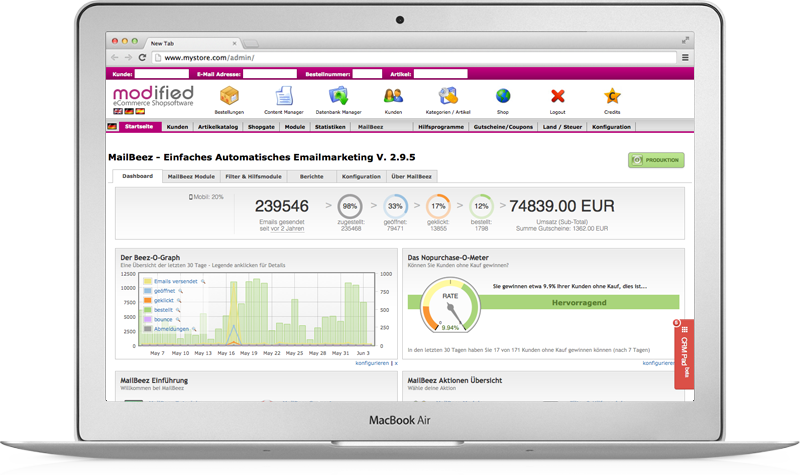 New Tab
www.mystore.com/admin/
Kunde: E-Mail Adresse: Bestellnummer: Artikel:
modified
eCommerce Shopsoftware
Bestellungen Content Manager Datenbank Manager Kunden Kategorien / Artikel Shop Logout Credits
Startseite Kunden Artikelkatalog Shopgate Module Statistiken MailBeez Hilfsprogramme Gutscheine/Coupons Land / Steuer Konfiguration
MailBeez - Einfaches Automatisches Emailmarketing V. 2.9.5
PRODUKTION
Dashboard MailBeez Module Filter & Hilfsmodule Berichte Konfiguration Über MailBeez
Mobil: 20%
239546 > 98% > 33% > 17% > 12% > 74839.00 EUR
Emails gesendet zugestellt: geöffnet: geklickt: bestellt: Umsatz (Sub-Total)
seit vor 2 Jahren 235468 79471 13855 1798 Summe Gutscheine: 1362.00 EUR
Der Beez-O-Graph
Eine Übersicht der letzten 30 Tage - Legende anklicken für Details
12500
10000
7500
5000
2500
0
1000
750
500
250
0
Emails versendet
geöffnet
geklickt
bestellt
bounce
Abmeldungen
May 7 May 10 May 13 May 16 May 19 May 22 May 25 May 28 May 31 Jun 3
konfigurieren | x
Das Nopurchase-O-Meter
Können Sie Kunden ohne Kauf gewinnen?
Sie gewinnen etwa 9.9% Ihrer Kunden ohne Kauf, dies ist....
Hervorragend
RATE
0
1
9.94%
In den letzten 30 Tagen haben Sie 17 von 171 Kunden ohne Kauf gewinnen können (nach 7 Tagen)
CRM Pad beta
MailBeez Einführung
Willkommen bei MailBeez
MailBeez Aktionen Übersicht
Wähle deine Aktion
MacBook Air